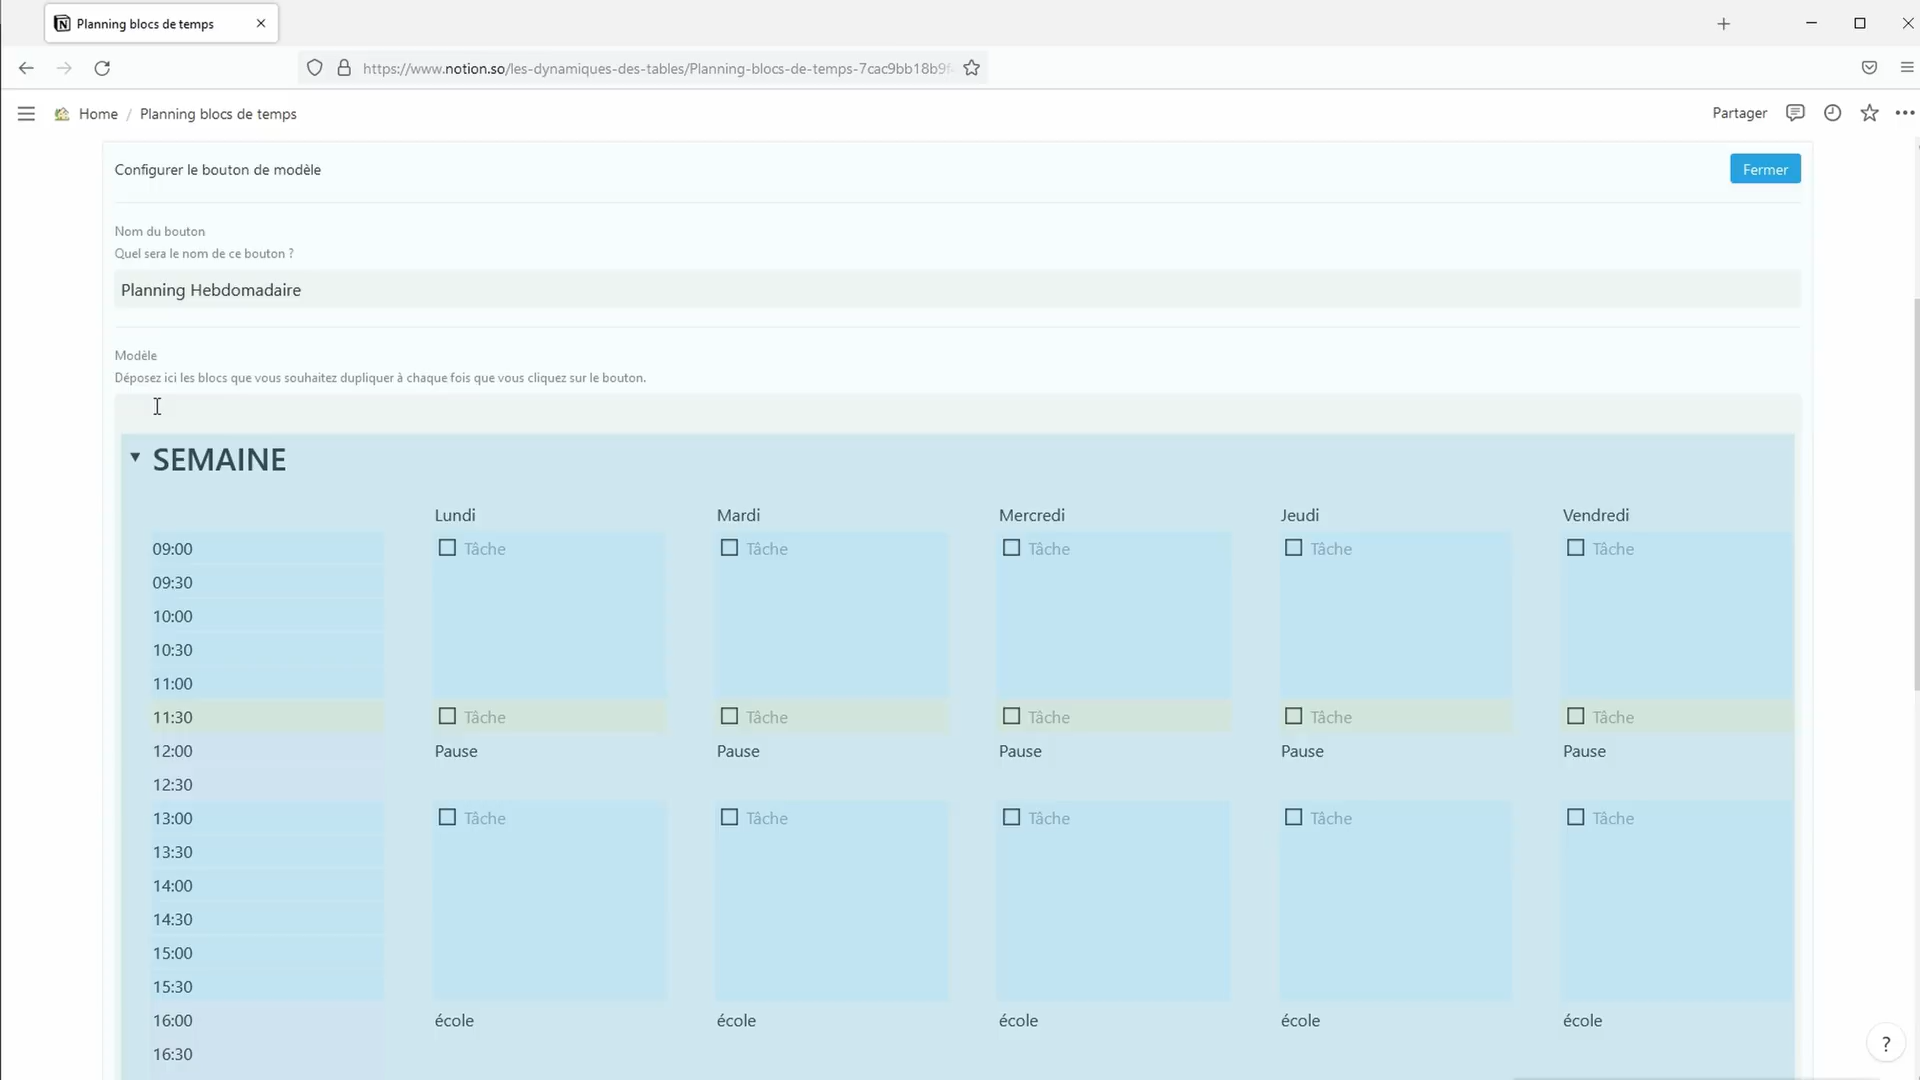 Planning blocs de temps
https://www.notion.so/les-dynamiques-des-tables/Planning-blocs-de-temps-7cac9bb18b9f
Home / Planning blocs de temps
Partager
Configurer le bouton de modèle
Fermer
Nom du bouton
Quel sera le nom de ce bouton ?
Planning Hebdomadaire
Modèle
Déposez ici les blocs que vous souhaitez dupliquer à chaque fois que vous cliquez sur le bouton.
SEMAINE
Lundi Mardi Mercredi Jeudi Vendredi
09:00 Tâche Tâche Tâche Tâche Tâche
09:30
10:00
10:30
11:00
11:30 Tâche Tâche Tâche Tâche Tâche
12:00 Pause Pause Pause Pause Pause
12:30
13:00 Tâche Tâche Tâche Tâche Tâche
13:30
14:00
14:30
15:00
15:30
16:00 école école école école école
16:30
?